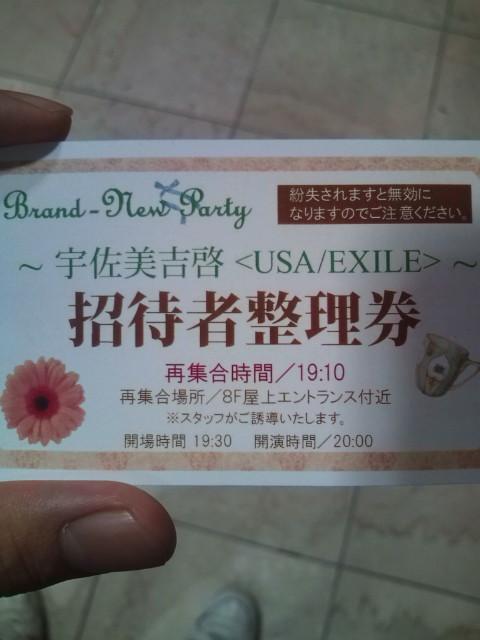 Brand-New Party
紛失されますと無効に
なりますのでご注意ください。
～ 宇佐美吉啓 <USA/EXILE> ～
招待者整理券
再集合時間／19:10
再集合場所／8F屋上エントランス付近
※スタッフがご誘導いたします。
開場時間 19:30 開演時間／20:00